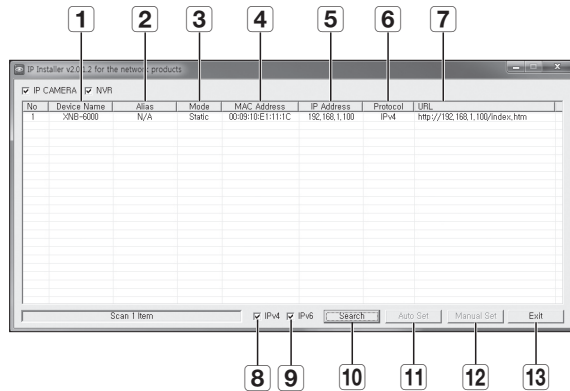 1 2 3 4 5 6 7
IP Installer v2.0.1.2 for the network products
IP CAMERA NVR
No Device Name Alias Mode MAC Address IP Address Protocol URL
1 XNB-6000 N/A Static 00:09:10:E1:11:1C 192,168,1,100 IPv4 http://192,168,1,100/index,htm
Scan 1 Item IPv4 IPv6 Search Auto Set Manual Set Exit
8 9 10 11 12 13